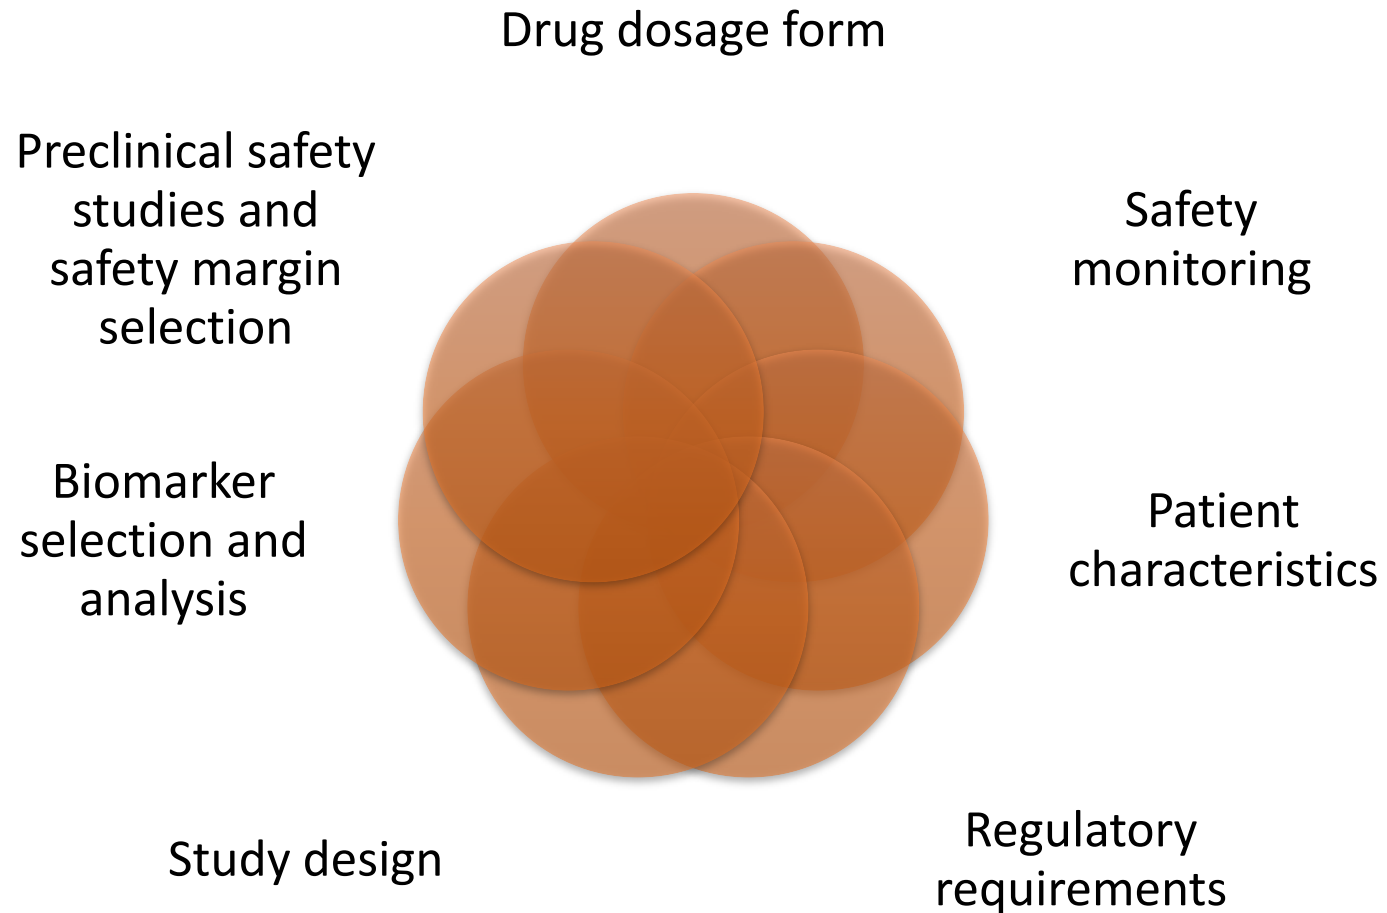 Drug dosage form
Preclinical safety
studies and
safety margin
selection
Safety
monitoring
Biomarker
selection and
analysis
Patient
characteristics
Study design
Regulatory
requirements